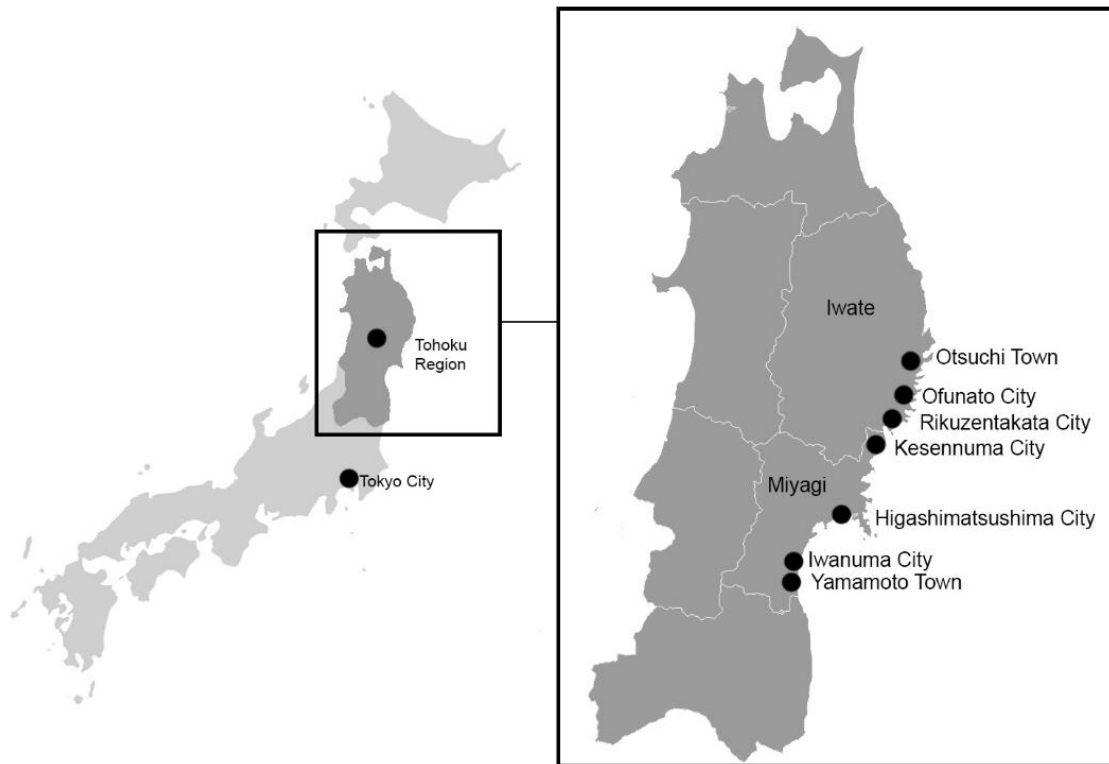 Tohoku
Region
Tokyo City
Iwate
Otsuchi Town
Ofunato City
Rikuzentakata City
Kesennuma City
Miyagi
Higashimatsushima City
Iwanuma City
Yamamoto Town